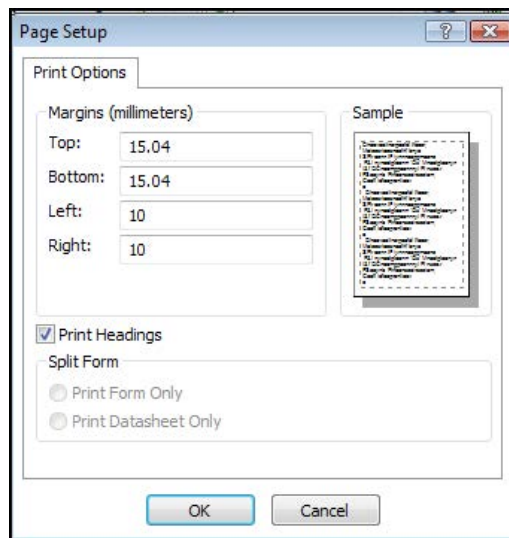 Page Setup
Print Options
Margins (millimeters)
Top: 15.04
Bottom: 15.04
Left: 10
Right: 10
Sample
Print Headings
Split Form
Print Form Only
Print Datasheet Only
OK
Cancel